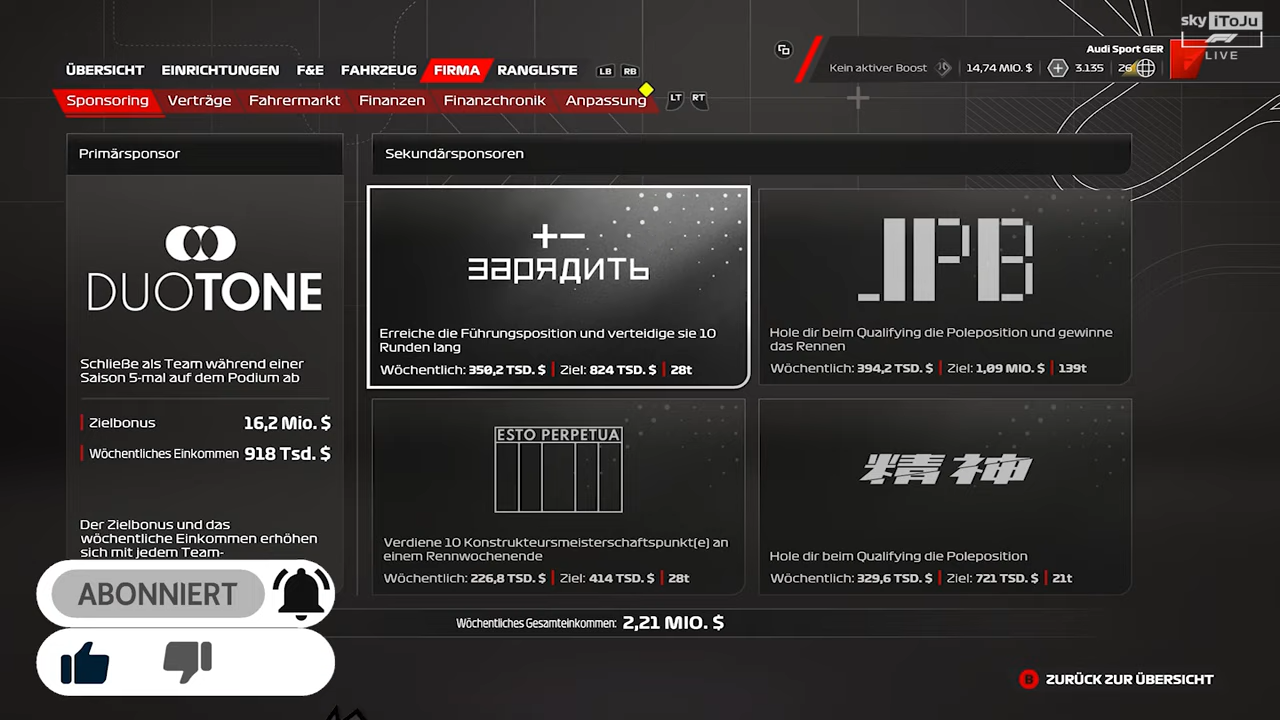 sky iToJu
LIVE
Audi Sport GER
Kein aktiver Boost 14,74 MIO. $ 3.135 26
ÜBERSICHT EINRICHTUNGEN F&E FAHRZEUG FIRMA RANGLISTE LB RB
Sponsoring Verträge Fahrermarkt Finanzen Finanzchronik Anpassung LT RT
Primärsponsor
DUOTONE
Schließe als Team während einer
Saison 5-mal auf dem Podium ab
Zielbonus 16,2 Mio. $
Wöchentliches Einkommen 918 Tsd. $
Der Zielbonus und das
wöchentliche Einkommen erhöhen
sich mit jedem Team-
Sekundärsponsoren
+−
зарядить
Erreiche die Führungsposition und verteidige sie 10
Runden lang
Wöchentlich: 350,2 TSD. $ Ziel: 824 TSD. $ 28t
JPB
Hole dir beim Qualifying die Poleposition und gewinne
das Rennen
Wöchentlich: 394,2 TSD. $ Ziel: 1,09 MIO. $ 139t
ESTO PERPETUA
Verdiene 10 Konstrukteursmeisterschaftspunkt(e) an
einem Rennwochenende
Wöchentlich: 226,8 TSD. $ Ziel: 414 TSD. $ 28t
精神
Hole dir beim Qualifying die Poleposition
Wöchentlich: 329,6 TSD. $ Ziel: 721 TSD. $ 21t
Wöchentliches Gesamteinkommen: 2,21 MIO. $
ABONNIERT
B ZURÜCK ZUR ÜBERSICHT